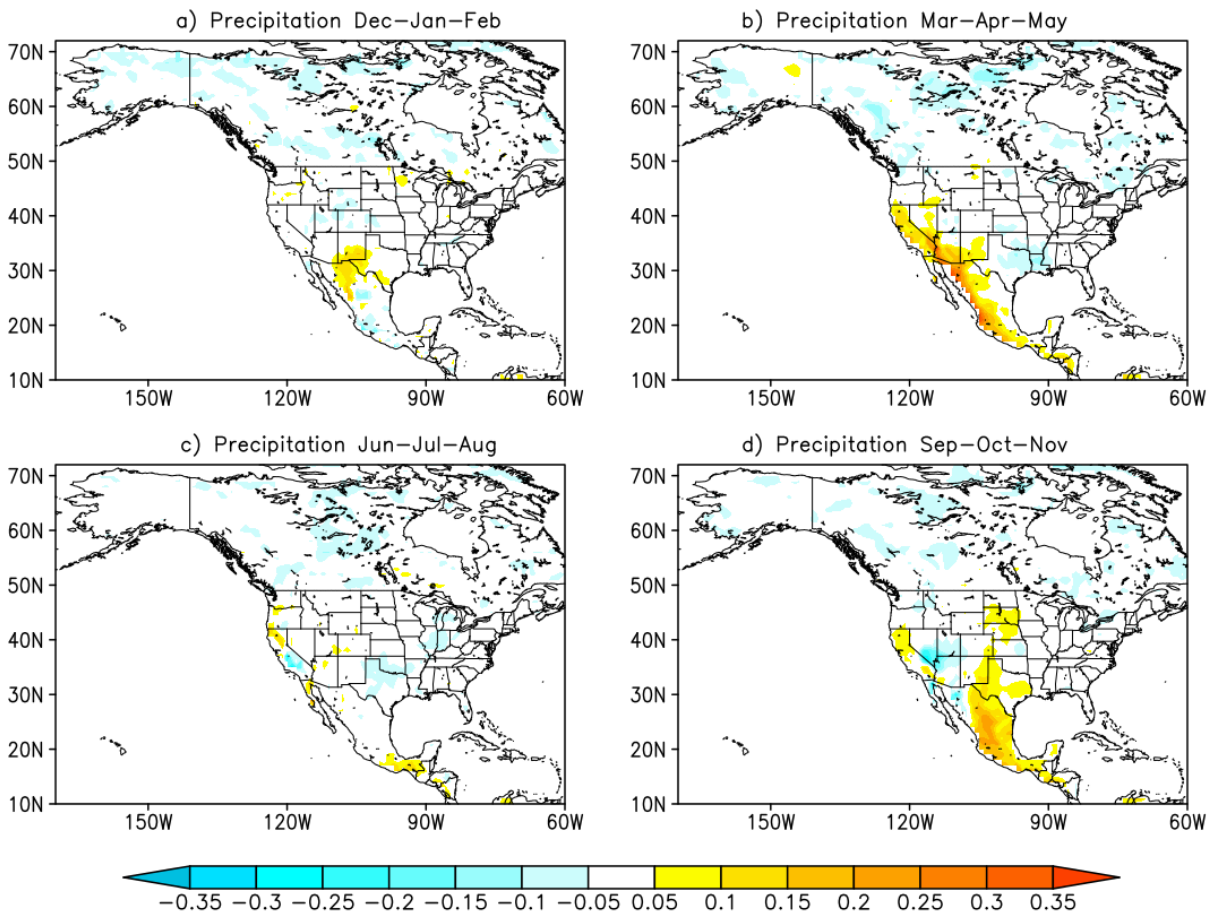 a) Precipitation Dec-Jan-Feb
b) Precipitation Mar-Apr-May
70N
60N
50N
40N
30N
20N
10N
150W 120W 90W 60W
70N
60N
50N
40N
30N
20N
10N
150W 120W 90W 60W
c) Precipitation Jun-Jul-Aug
d) Precipitation Sep-Oct-Nov
70N
60N
50N
40N
30N
20N
10N
150W 120W 90W 60W
70N
60N
50N
40N
30N
20N
10N
150W 120W 90W 60W
-0.35 -0.3 -0.25 -0.2 -0.15 -0.1 -0.05 0.05 0.1 0.15 0.2 0.25 0.3 0.35